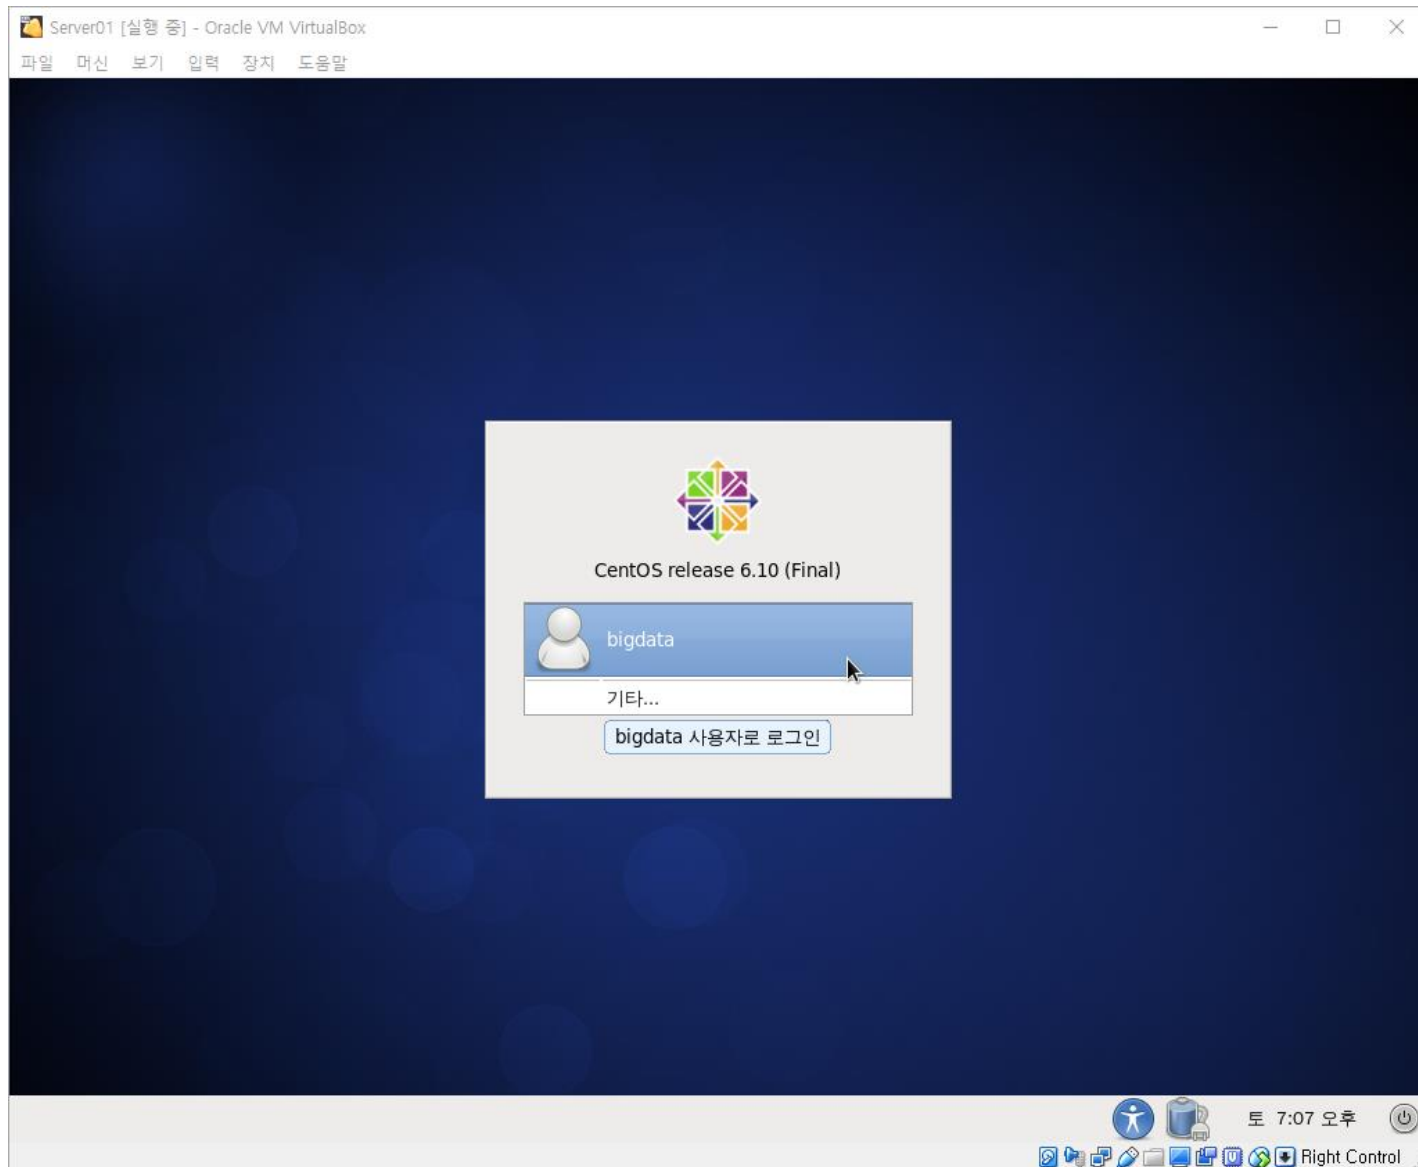 Server01 [실행 중] - Oracle VM VirtualBox
파일 머신 보기 입력 장치 도움말
CentOS release 6.10 (Final)
bigdata
기타...
bigdata 사용자로 로그인
토 7:07 오후
Right Control